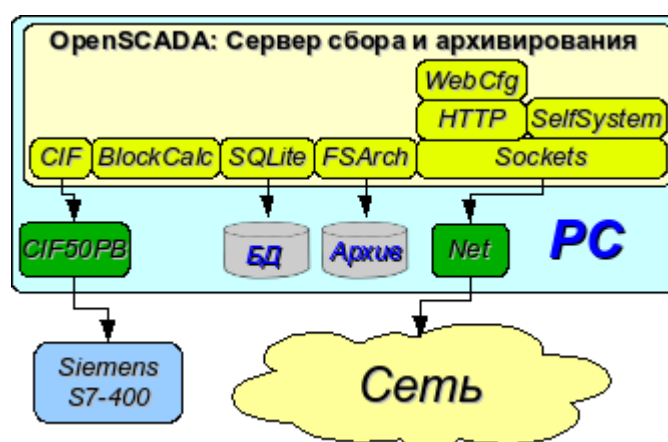 OpenSCADA: Сервер сбора и архивирования
WebCfg
HTTP SelfSystem
CIF BlockCalc SQLite FSArch Sockets
CIF50PB БД Архив Net PC
Siemens
S7-400
Сеть